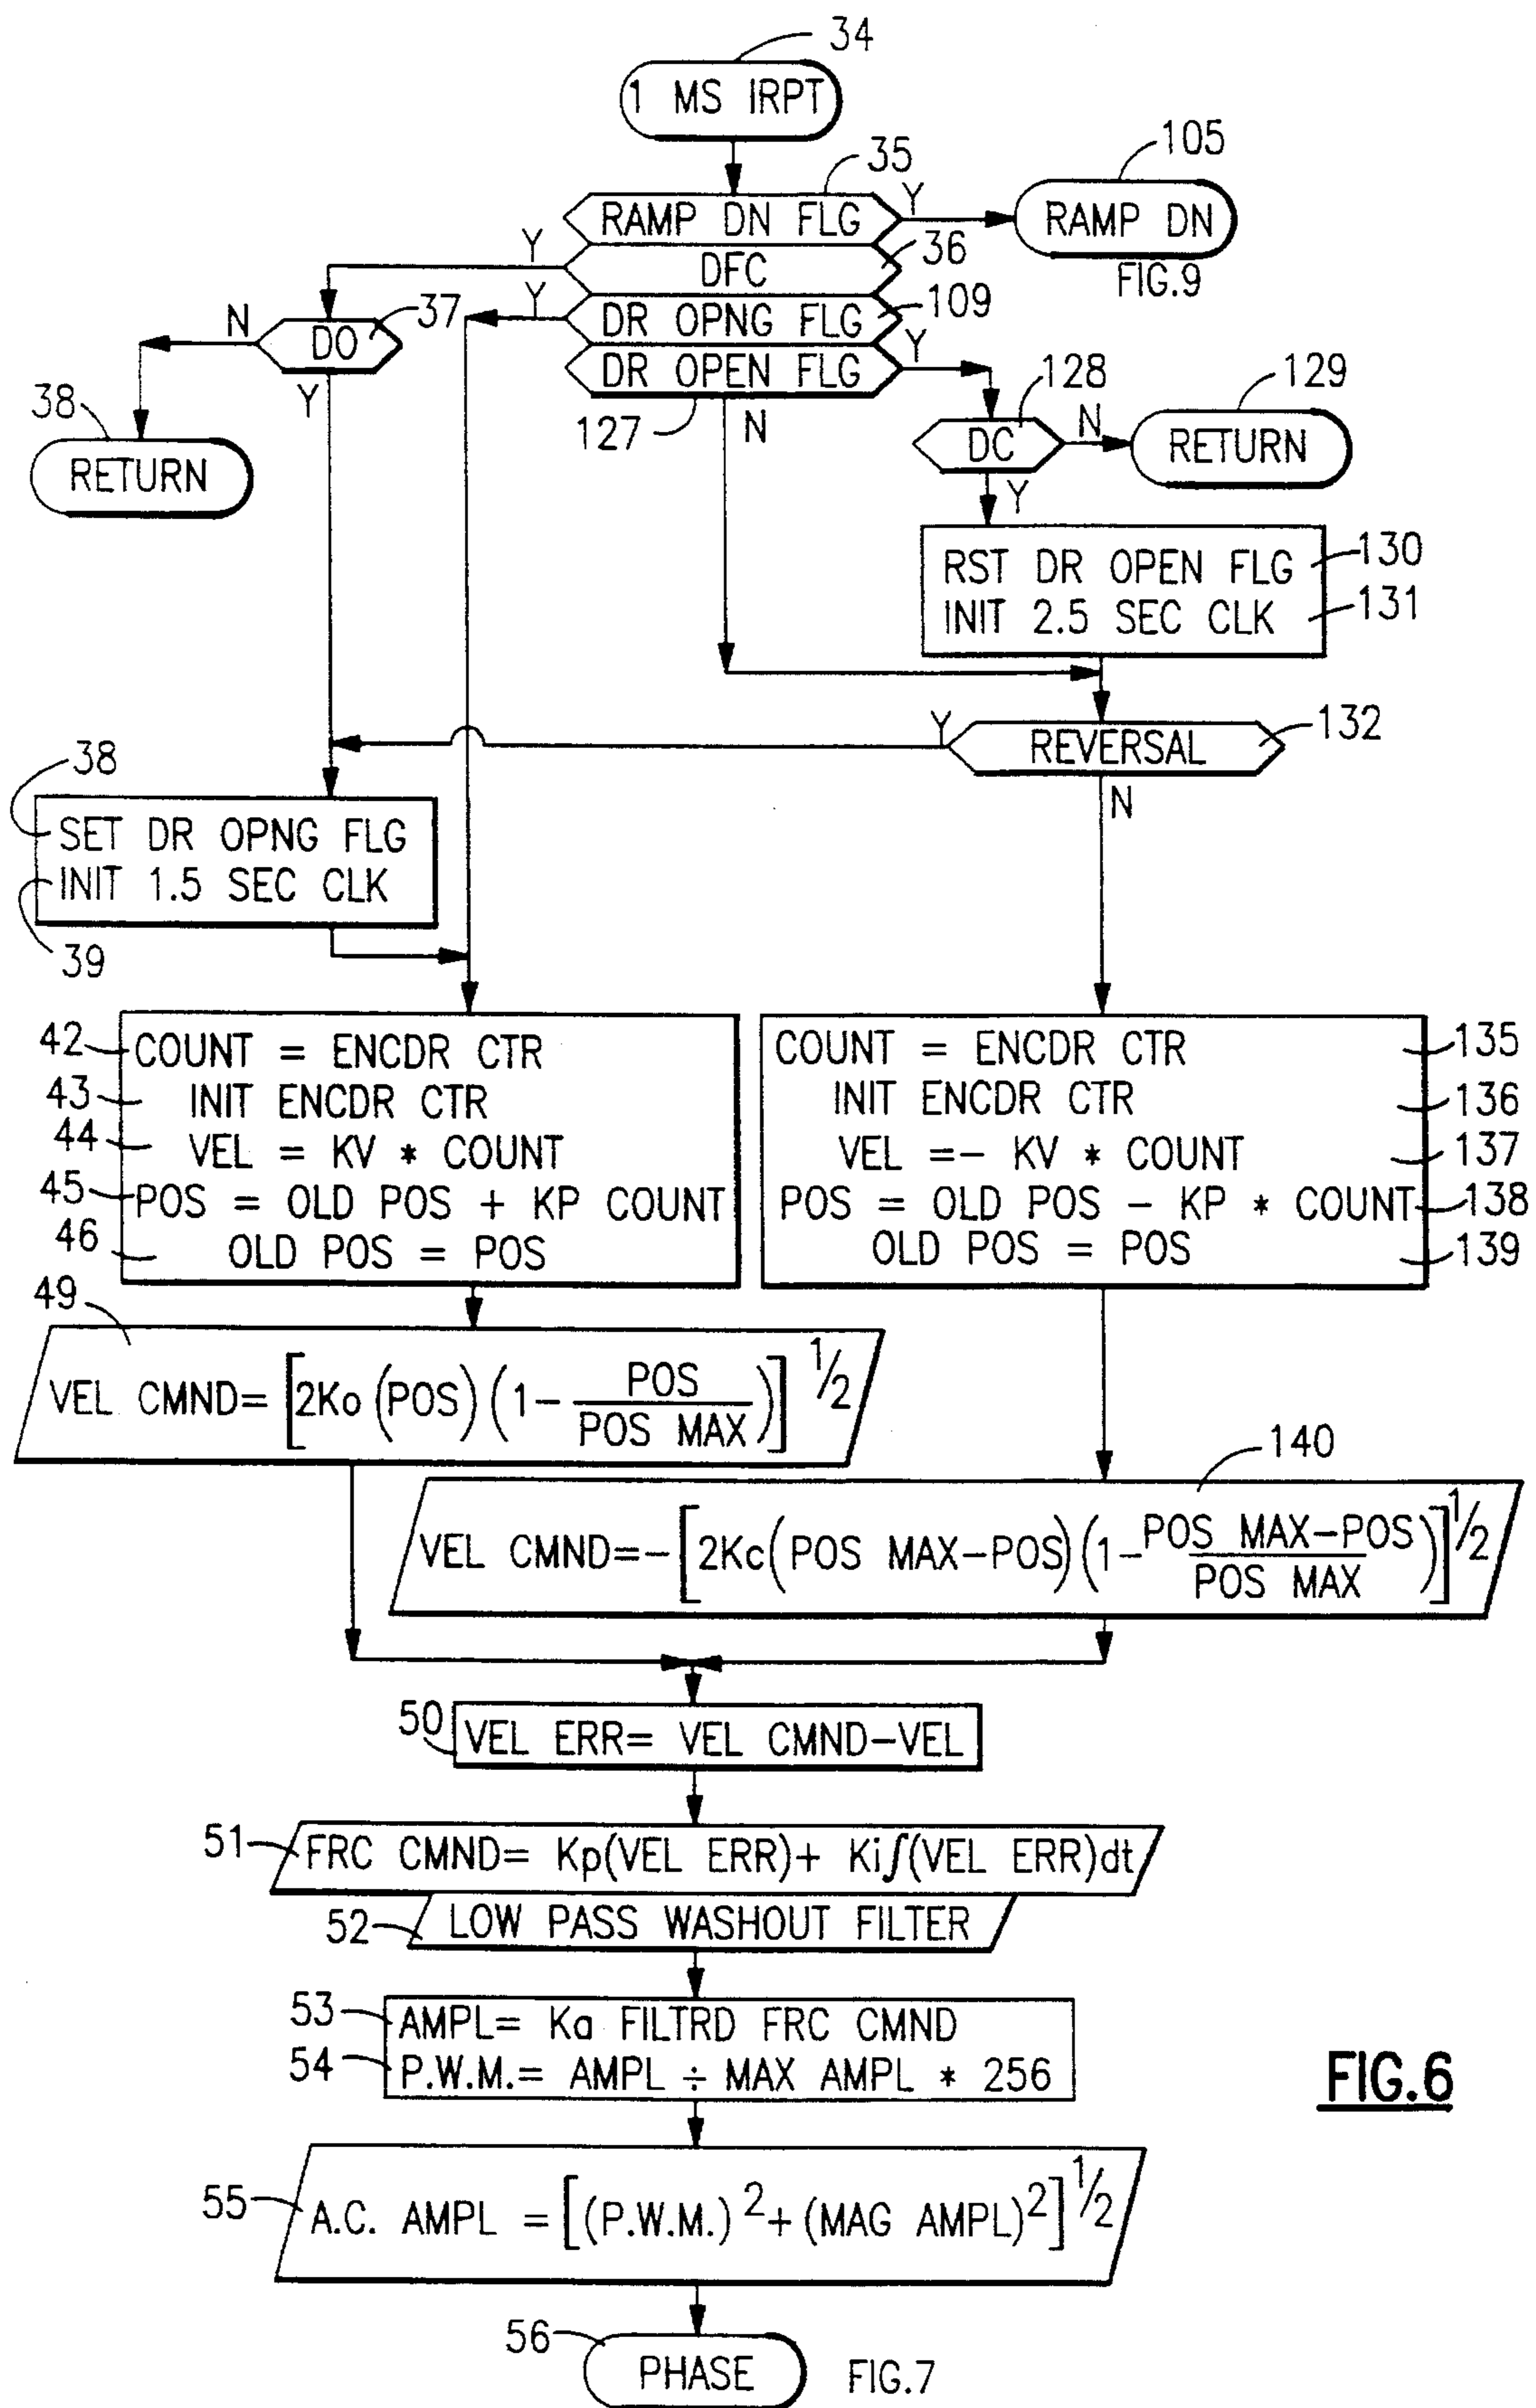 34
1 MS IRPT
35
RAMP DN FLG
Y
105
RAMP DN
FIG.9
Y
DFC
36
Y
DR OPNG FLG
109
N
DO
37
DR OPEN FLG
Y
127
N
Y
38
RETURN
128
DC
N
129
RETURN
Y
RST DR OPEN FLG
130
INIT 2.5 SEC CLK
131
Y
REVERSAL
132
N
38
SET DR OPNG FLG
INIT 1.5 SEC CLK
39
42
COUNT = ENCDR CTR
43
INIT ENCDR CTR
44
VEL = KV * COUNT
45
POS = OLD POS + KP COUNT
46
OLD POS = POS
COUNT = ENCDR CTR
135
INIT ENCDR CTR
136
VEL =- KV * COUNT
137
POS = OLD POS - KP * COUNT
138
OLD POS = POS
139
49
VEL CMND= [2Ko (POS) (1- POS / POS MAX)] 1/2
140
VEL CMND=- [2Kc(POS MAX-POS) (1- POS MAX-POS / POS MAX)] 1/2
50
VEL ERR= VEL CMND-VEL
51
FRC CMND= Kp(VEL ERR)+ Ki∫(VEL ERR)dt
52
LOW PASS WASHOUT FILTER
53
AMPL= Ka FILTRD FRC CMND
54
P.W.M.= AMPL ÷ MAX AMPL * 256
55
A.C. AMPL = [(P.W.M.)2+ (MAG AMPL)2] 1/2
56
PHASE
FIG.7
FIG.6